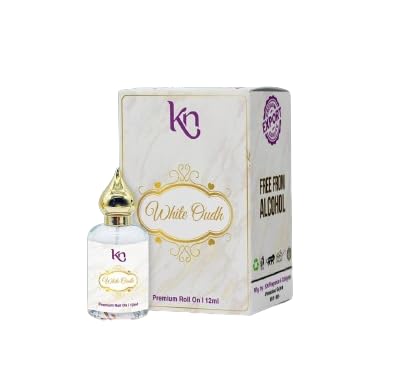 kn
White Oudh
Premium Roll On | 12ml
EXPORT
FREE FROM
ALCOHOL
kn
White Oudh
Premium Roll On | 12ml